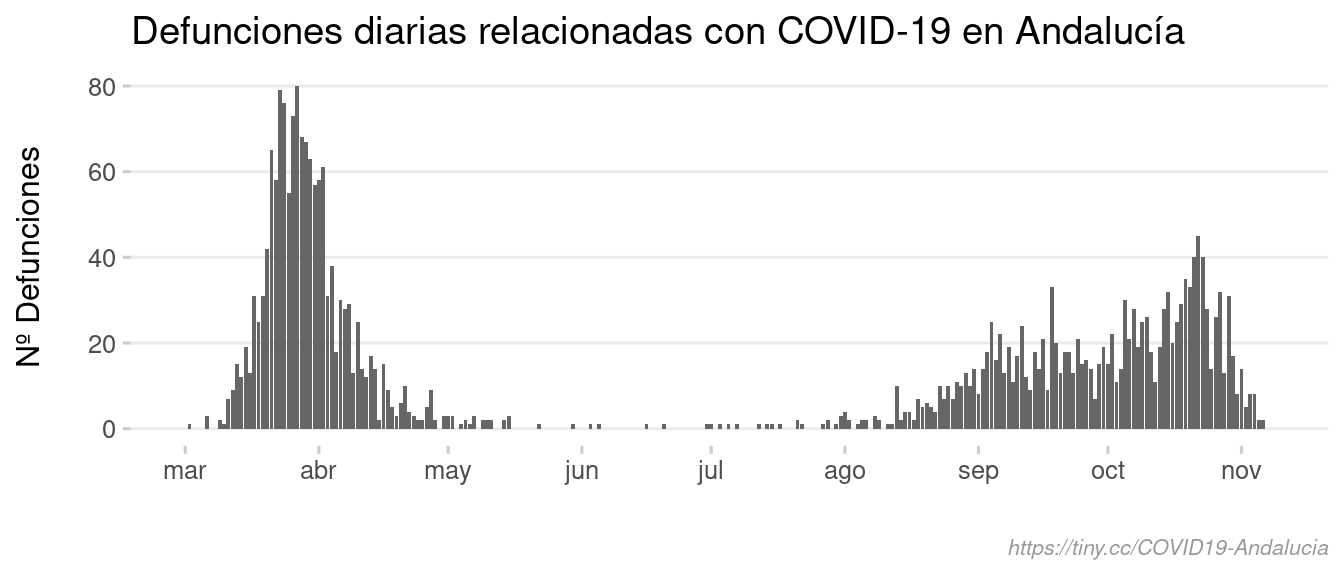 Defunciones diarias relacionadas con COVID-19 en Andalucía
Nº Defunciones
80
60
40
20
0
mar abr may jun jul ago sep oct nov
https://tiny.cc/COVID19-Andalucia